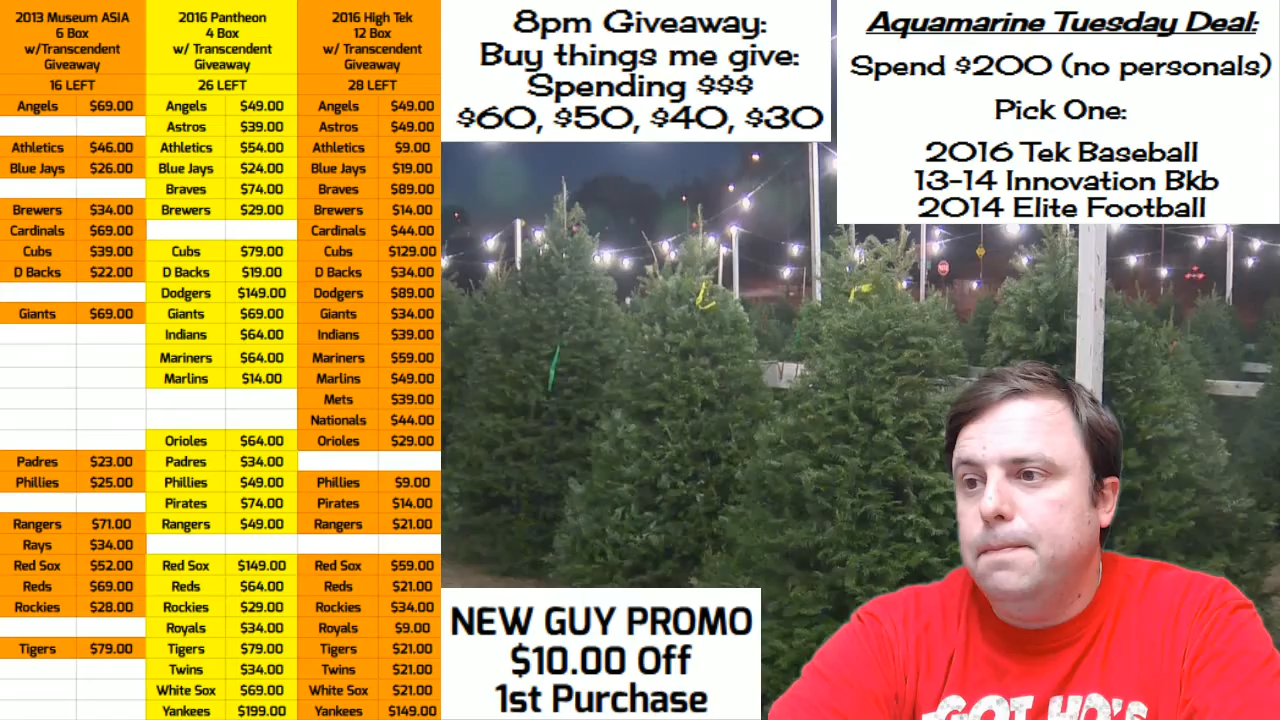 2013 Museum ASIA
6 Box
w/Transcendent
Giveaway
16 LEFT
Angels $69.00
Athletics $46.00
Blue Jays $26.00
Brewers $34.00
Cardinals $69.00
Cubs $39.00
D Backs $22.00
Giants $69.00
Padres $23.00
Phillies $25.00
Rangers $71.00
Rays $34.00
Red Sox $52.00
Reds $69.00
Rockies $28.00
Tigers $79.00
2016 Pantheon
4 Box
w/ Transcendent
Giveaway
26 LEFT
Angels $49.00
Astros $39.00
Athletics $54.00
Blue Jays $24.00
Braves $74.00
Brewers $29.00
Cubs $79.00
D Backs $19.00
Dodgers $149.00
Giants $69.00
Indians $64.00
Mariners $64.00
Marlins $14.00
Orioles $64.00
Padres $34.00
Phillies $49.00
Pirates $74.00
Rangers $49.00
Red Sox $149.00
Reds $64.00
Rockies $29.00
Royals $34.00
Tigers $79.00
Twins $34.00
White Sox $69.00
Yankees $199.00
2016 High Tek
12 Box
w/ Transcendent
Giveaway
28 LEFT
Angels $49.00
Astros $49.00
Athletics $9.00
Blue Jays $19.00
Braves $89.00
Brewers $14.00
Cardinals $44.00
Cubs $129.00
D Backs $34.00
Dodgers $89.00
Giants $34.00
Indians $39.00
Mariners $59.00
Marlins $49.00
Mets $39.00
Nationals $44.00
Orioles $29.00
Phillies $9.00
Pirates $14.00
Rangers $21.00
Red Sox $59.00
Reds $21.00
Rockies $34.00
Royals $9.00
Tigers $21.00
Twins $21.00
White Sox $21.00
Yankees $149.00
8pm Giveaway:
Buy things me give:
Spending $$$
$60, $50, $40, $30
Aquamarine Tuesday Deal:
Spend $200 (no personals)
Pick One:
2016 Tek Baseball
13-14 Innovation Bkb
2014 Elite Football
NEW GUY PROMO
$10.00 Off
1st Purchase
GOT HO'S